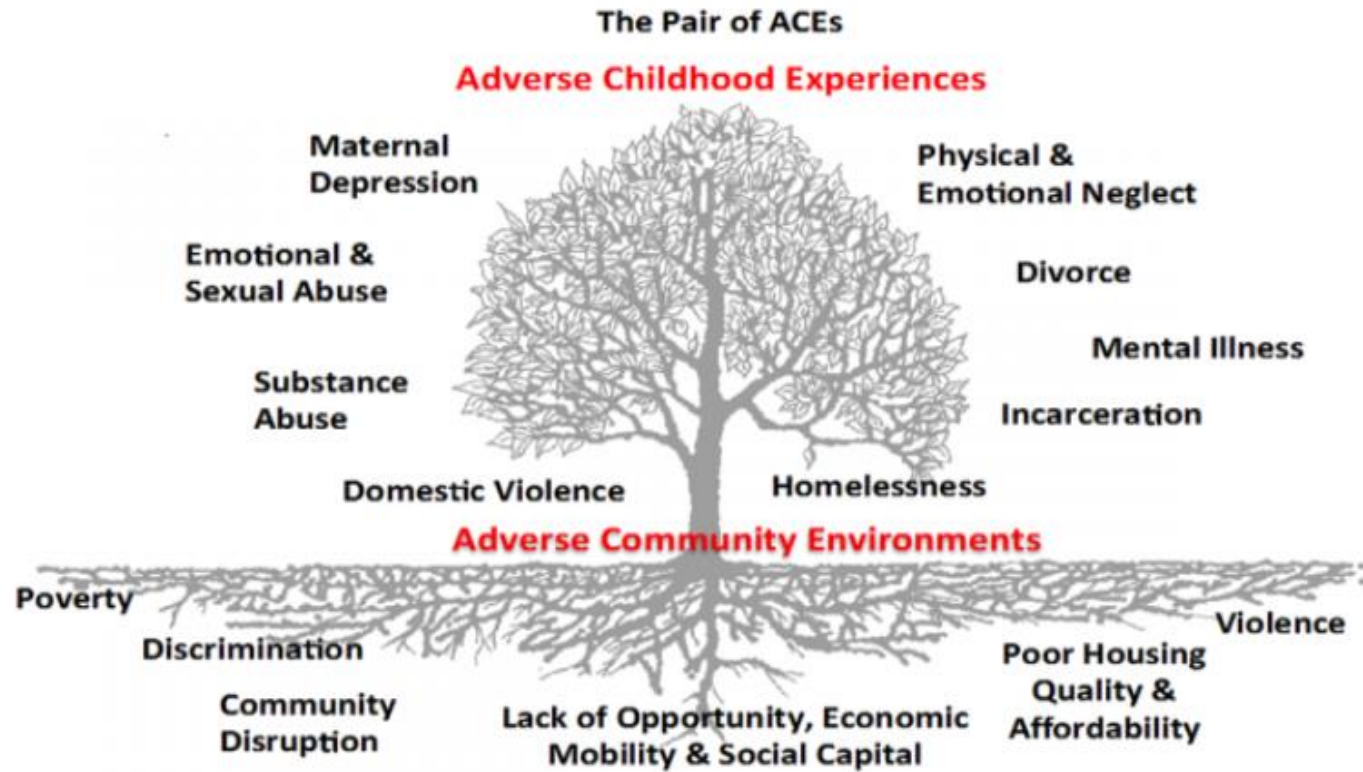 The Pair of ACEs
Adverse Childhood Experiences
Maternal
Depression
Physical &
Emotional Neglect
Emotional &
Sexual Abuse
Divorce
Mental Illness
Substance
Abuse
Incarceration
Domestic Violence
Homelessness
Adverse Community Environments
Poverty
Violence
Discrimination
Poor Housing
Quality &
Affordability
Community
Disruption
Lack of Opportunity, Economic
Mobility & Social Capital